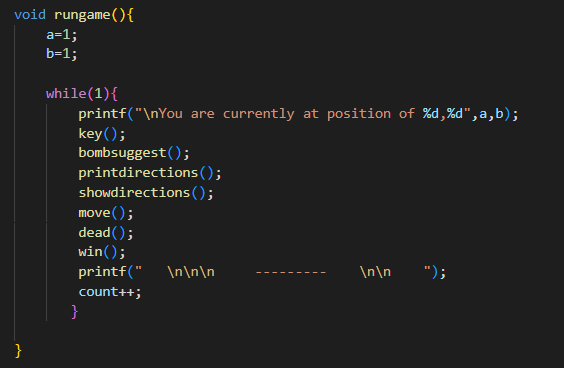 void rungame(){
    a=1;
    b=1;

    while(1){
        printf("\nYou are currently at position of %d,%d",a,b);
        key();
        bombsuggest();
        printdirections();
        showdirections();
        move();
        dead();
        win();
        printf("   \n\n\n     ---------    \n\n    ");
        count++;
       }

}